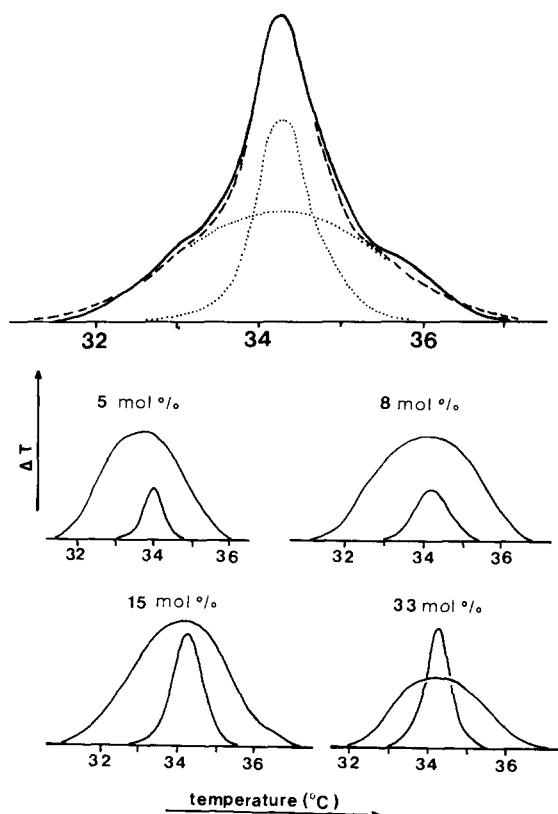 32 34 36
ΔT
5 mol %
8 mol %
32 34 36
32 34 36
15 mol %
33 mol %
32 34 36
32 34 36
temperature (°C)